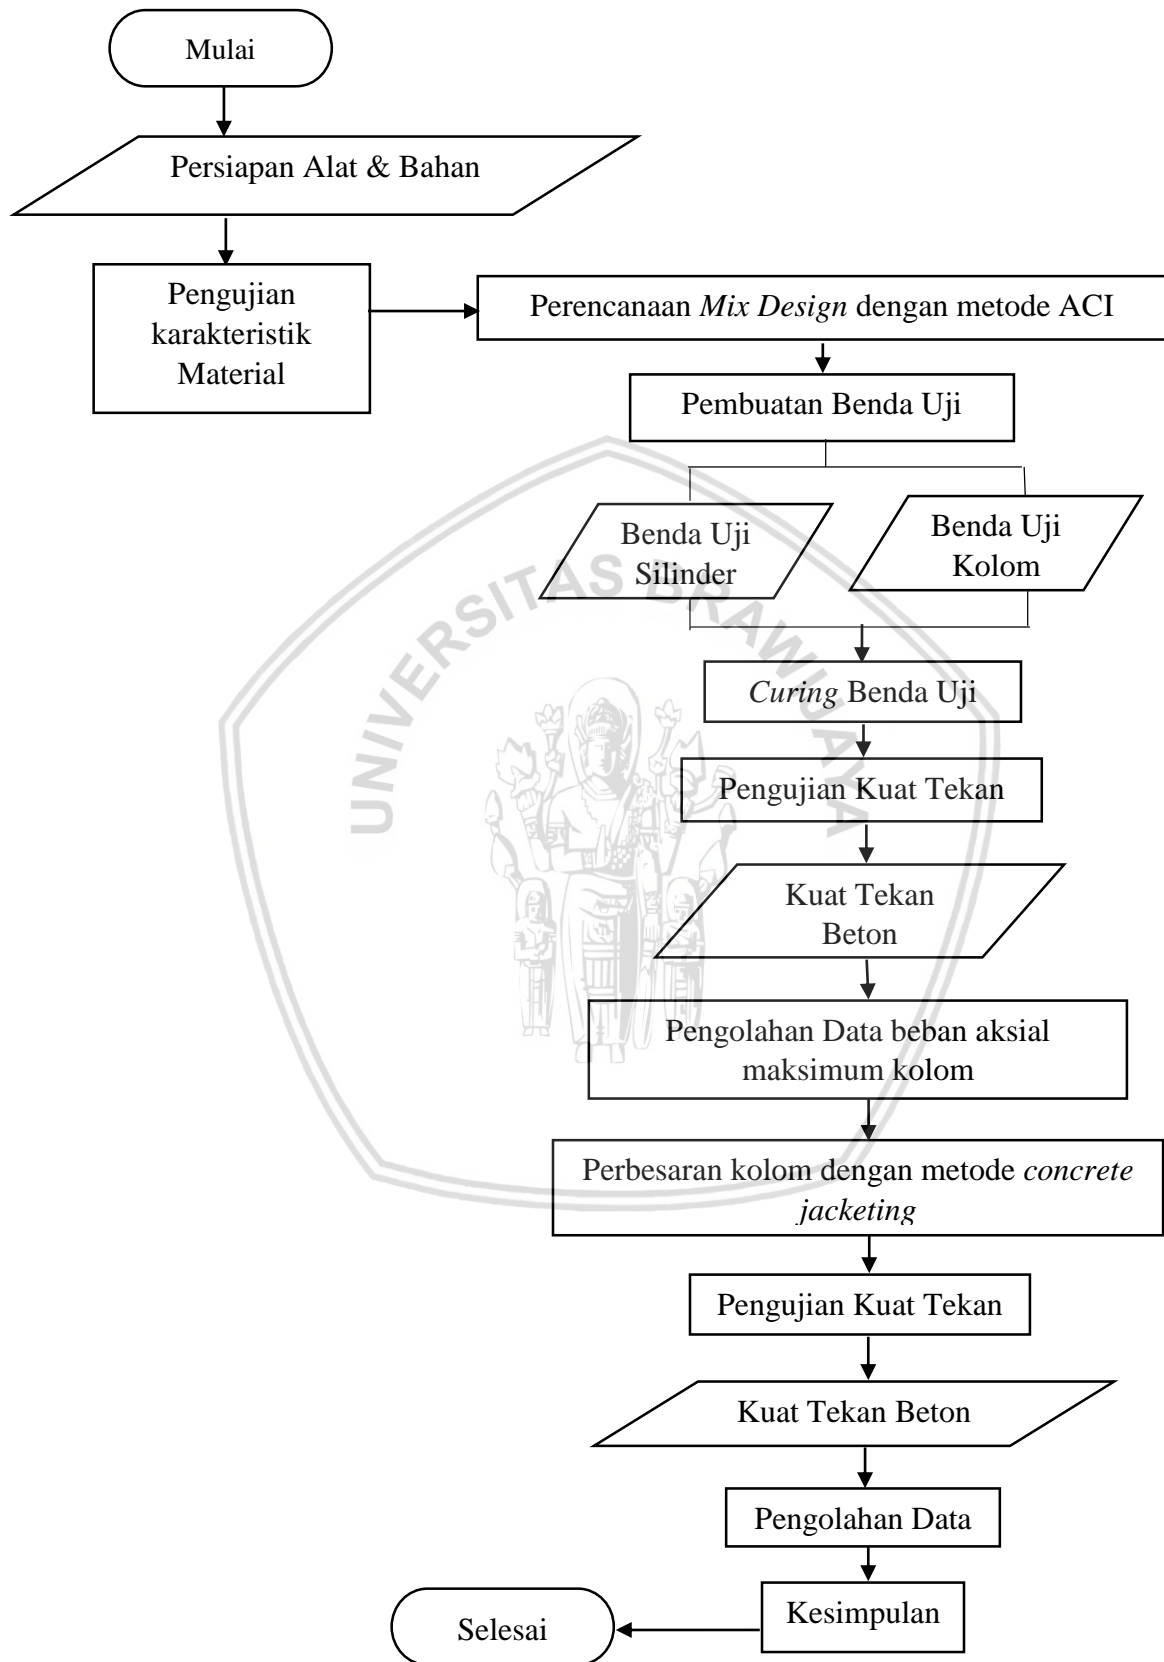 Mulai
Persiapan Alat & Bahan
Pengujian
karakteristik
Material
Perencanaan Mix Design dengan metode ACI
Pembuatan Benda Uji
Benda Uji
Silinder
Benda Uji
Kolom
UNIVERSITAS BRAWIJAYA
Curing Benda Uji
Pengujian Kuat Tekan
Kuat Tekan
Beton
Pengolahan Data beban aksial
maksimum kolom
Perbesaran kolom dengan metode concrete
jacketing
Pengujian Kuat Tekan
Kuat Tekan Beton
Pengolahan Data
Kesimpulan
Selesai